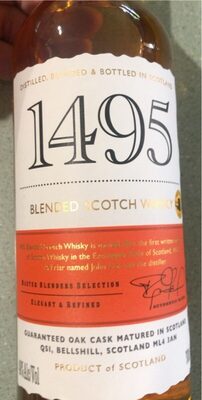 DISTILLED, BLENDED & BOTTLED IN SCOTLAND
1495
BLENDED SCOTCH WHISKY
Scotch Whisky is the first written
Whisky in the of Scotland,
Friar named John distiller.
MASTER BLENDERS SELECTION
ELEGANT & REFINED
GUARANTEED OAK CASK MATURED IN SCOTLAND
QSI, BELLSHILL, SCOTLAND ML4 3AN
PRODUCT OF SCOTLAND